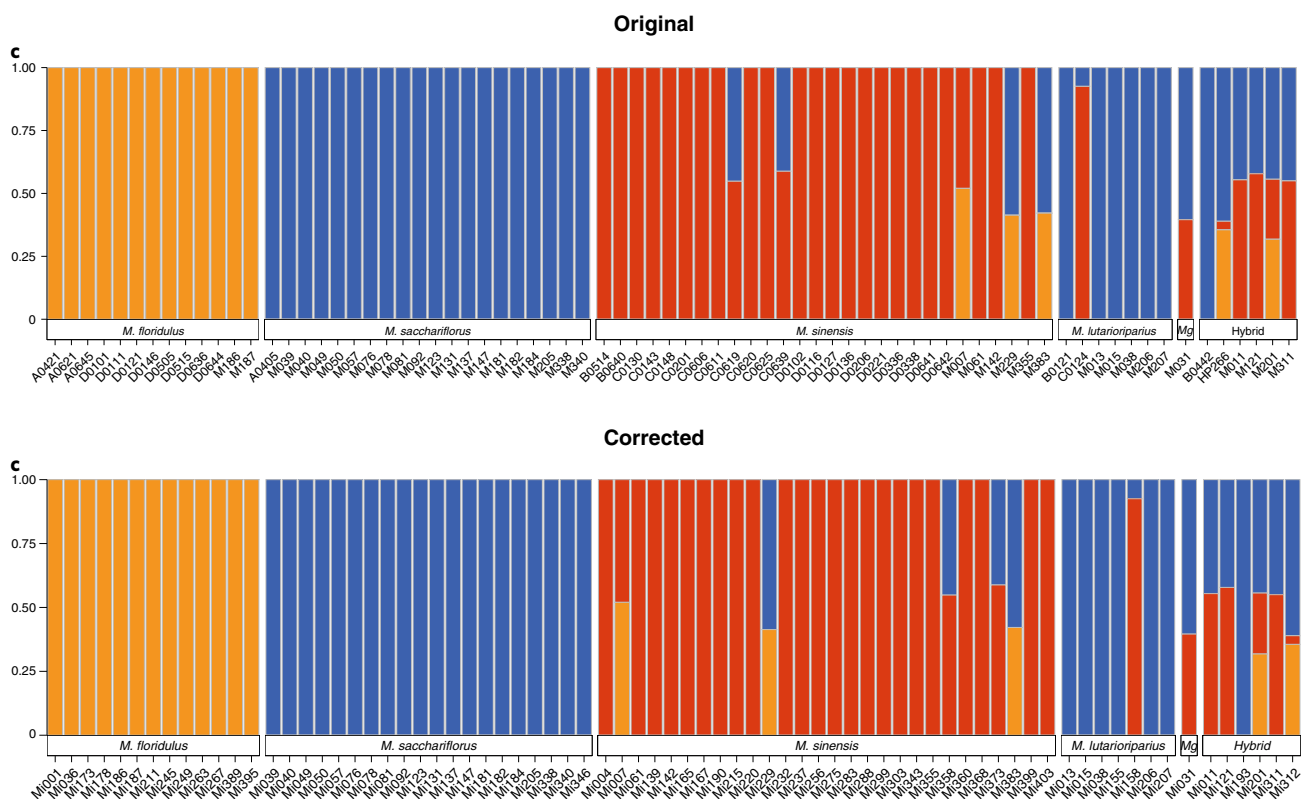 Original
c
1.00
0.75
0.50
0.25
0
M. floridulus M. sacchariflorus M. sinensis M. lutarioriparius Mg Hybrid
A0421 A0621 A0645 D0101 D0111 D0121 D0146 D0505 D0515 D0636 D0644 M186 M187 A0405 M039 M040 M049 M050 M057 M076 M078 M081 M092 M123 M131 M137 M147 M181 M182 M184 M205 M338 M340 B0514 B0640 C0130 C0143 C0148 C0201 C0606 C0611 C0619 C0620 C0625 C0639 D0102 D0116 D0127 D0136 D0206 D0221 D0336 D0338 D0641 D0642 M007 M061 M142 M229 M355 M383 B0121 C0124 M013 M015 M038 M206 M207 M031 B0442 HP266 M011 M121 M201 M311
Corrected
c
1.00
0.75
0.50
0.25
0
M. floridulus M. sacchariflorus M. sinensis M. lutarioriparius Mg Hybrid
Mi001 Mi036 Mi173 Mi178 Mi186 Mi187 Mi211 Mi245 Mi249 Mi263 Mi267 Mi389 Mi395 Mi039 Mi040 Mi049 Mi050 Mi057 Mi076 Mi078 Mi081 Mi092 Mi123 Mi131 Mi137 Mi147 Mi181 Mi182 Mi184 Mi205 Mi338 Mi340 Mi346 Mi004 Mi007 Mi061 Mi139 Mi142 Mi165 Mi167 Mi190 Mi215 Mi220 Mi229 Mi232 Mi237 Mi256 Mi275 Mi283 Mi288 Mi299 Mi303 Mi343 Mi355 Mi358 Mi360 Mi368 Mi373 Mi383 Mi399 Mi403 Mi013 Mi015 Mi038 Mi155 Mi158 Mi206 Mi207 Mi031 Mi011 Mi121 Mi193 Mi201 Mi311 Mi312